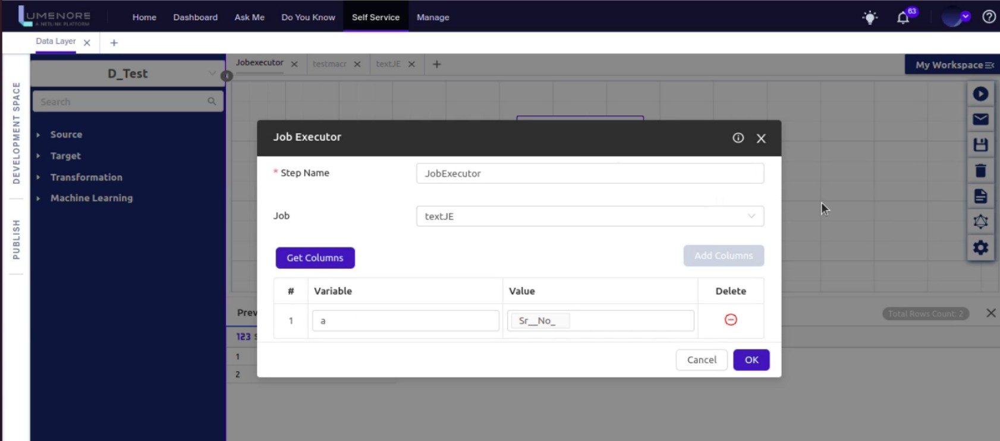 LUMENORE
A NETLINK PLATFORM
Home Dashboard Ask Me Do You Know Self Service Manage
63
Data Layer
DEVELOPMENT SPACE
PUBLISH
D_Test
Search
Source
Target
Transformation
Machine Learning
Jobexecutor testmacr textJE
My Workspace
Job Executor
* Step Name JobExecutor
Job textJE
Get Columns Add Columns
# Variable Value Delete
1 a Sr__No_
Cancel OK
Prev Total Rows Count: 2
123
1
2